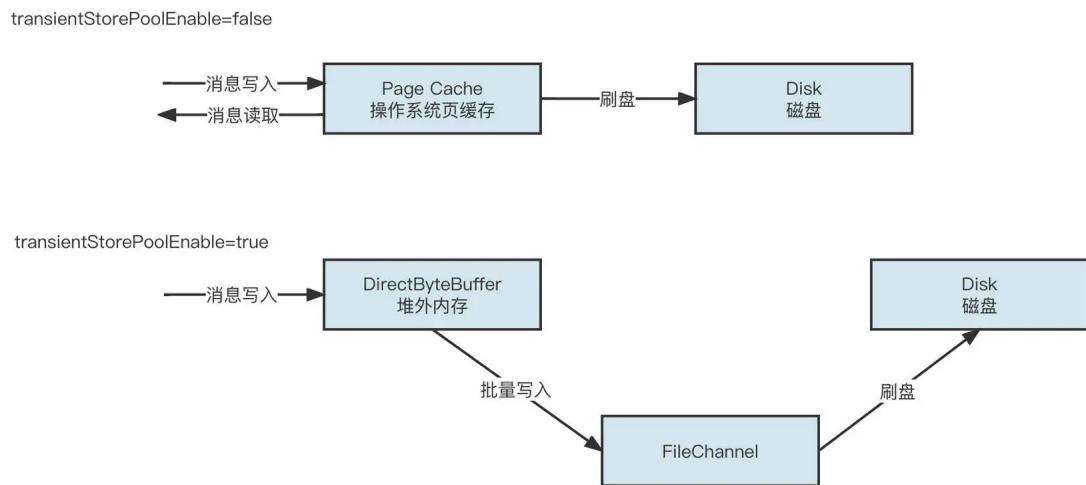 transientStorePoolEnable=false
消息写入
消息读取
Page Cache
操作系统页缓存
刷盘
Disk
磁盘
transientStorePoolEnable=true
消息写入
DirectByteBuffer
堆外内存
批量写入
FileChannel
刷盘
Disk
磁盘